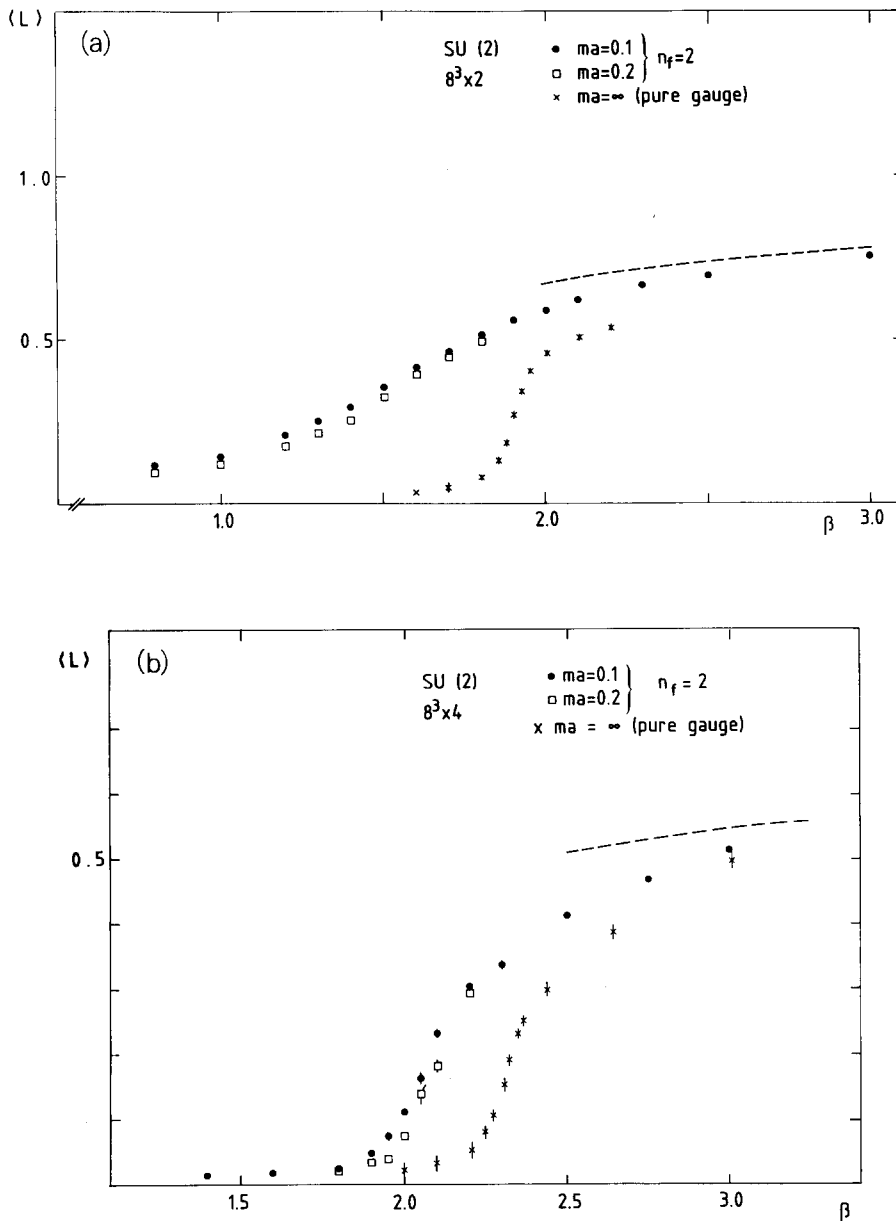 ⟨L⟩
(a)
SU (2)
8³x2
• ma=0.1
□ ma=0.2
} n_f=2
× ma=∞ (pure gauge)
1.0
0.5
1.0
2.0
3.0
β
⟨L⟩
(b)
SU (2)
8³x4
• ma=0.1
□ ma=0.2
} n_f = 2
x ma = ∞ (pure gauge)
0.5
1.5
2.0
2.5
3.0
β